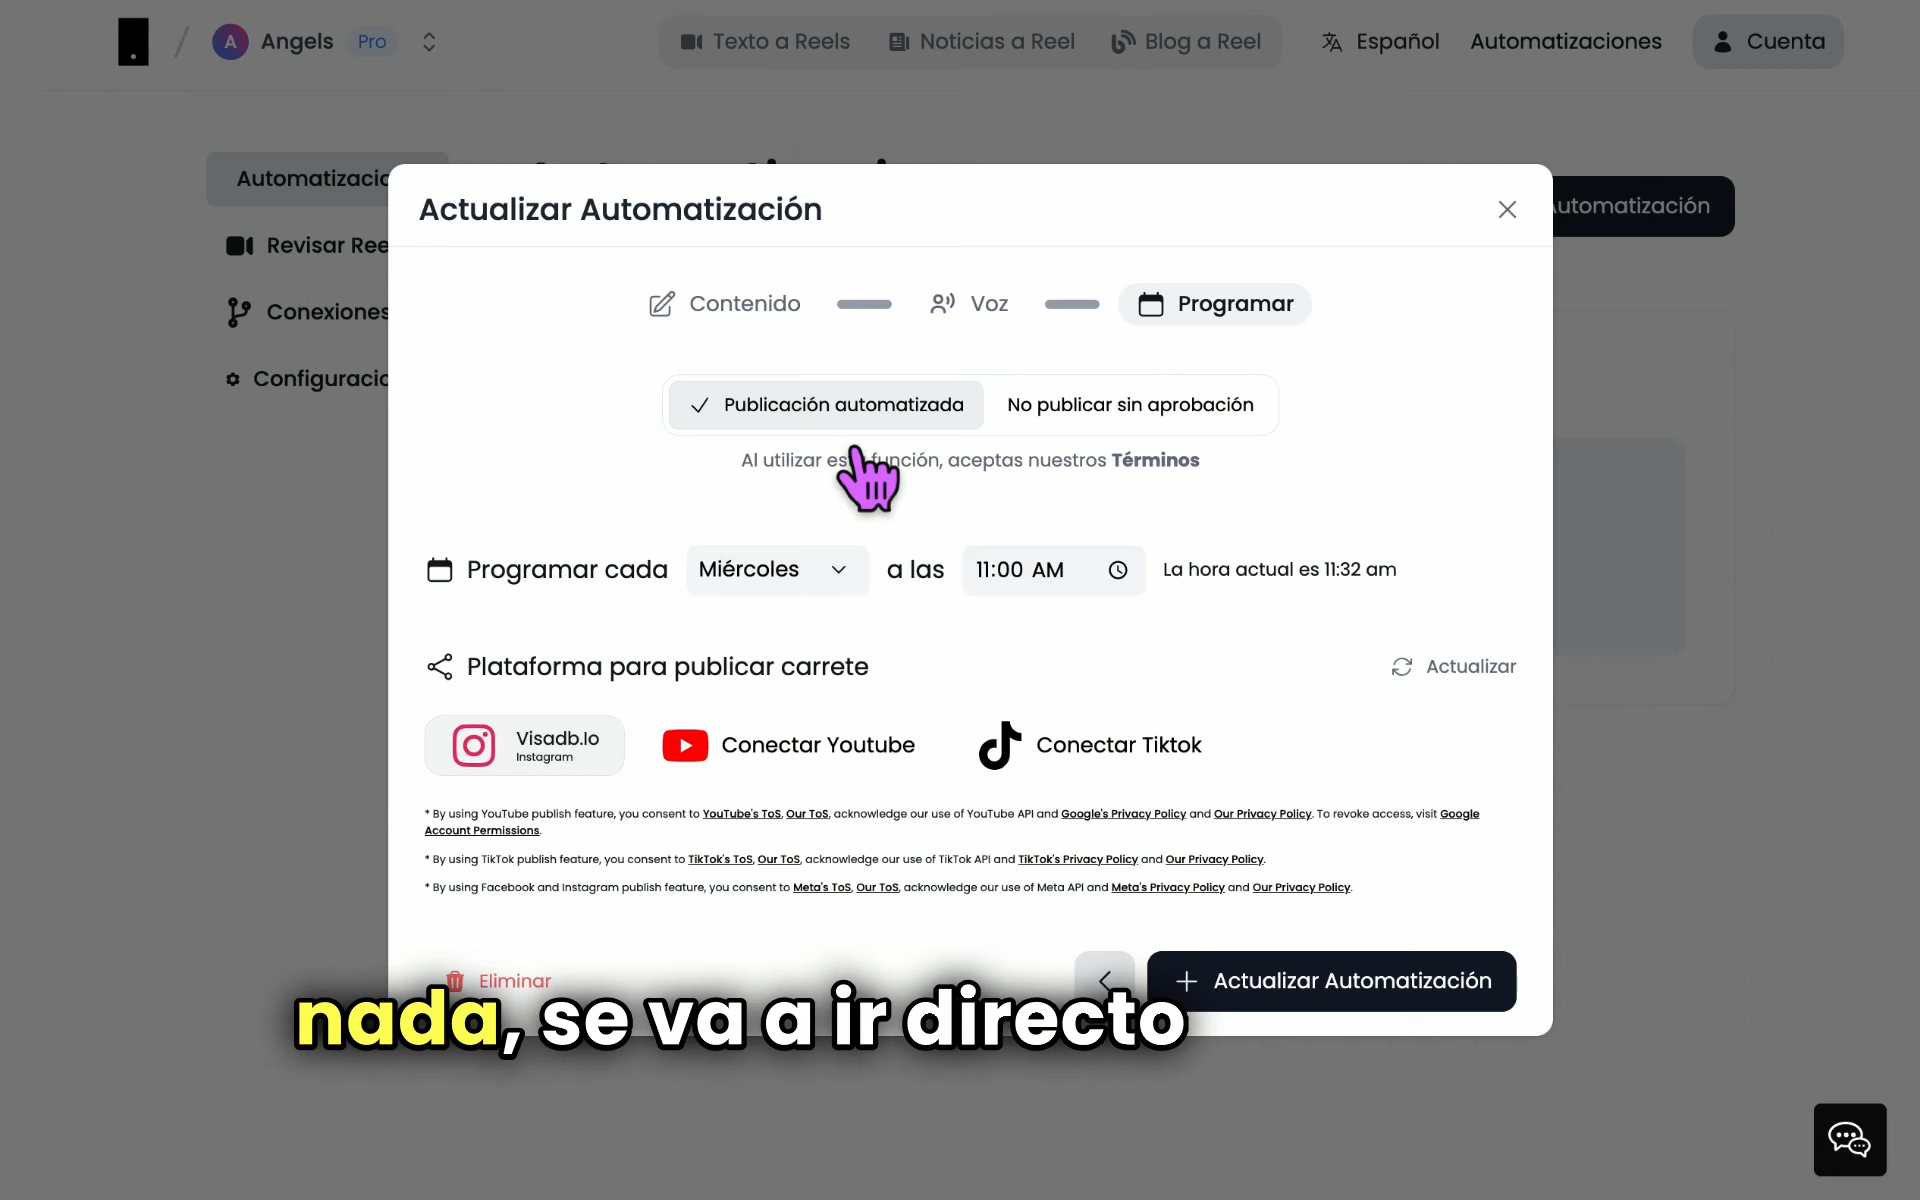 A Angels Pro
Texto a Reels
Noticias a Reel
Blog a Reel
Español
Automatizaciones
Cuenta
Automatizacio
Revisar Ree
Conexiones
Configuracio
Automatización
Actualizar Automatización
Contenido
Voz
Programar
Publicación automatizada
No publicar sin aprobación
Al utilizar es función, aceptas nuestros Términos
Programar cada Miércoles a las 11:00 AM La hora actual es 11:32 am
Plataforma para publicar carrete
Actualizar
Visadb.Io
Instagram
Conectar Youtube
Conectar Tiktok
* By using YouTube publish feature, you consent to YouTube's ToS, Our ToS, acknowledge our use of YouTube API and Google's Privacy Policy and Our Privacy Policy. To revoke access, visit Google
Account Permissions.
* By using TikTok publish feature, you consent to TikTok's ToS, Our ToS, acknowledge our use of TikTok API and TikTok's Privacy Policy and Our Privacy Policy.
* By using Facebook and Instagram publish feature, you consent to Meta's ToS, Our ToS, acknowledge our use of Meta API and Meta's Privacy Policy and Our Privacy Policy.
Eliminar
Actualizar Automatización
nada, se va a ir directo